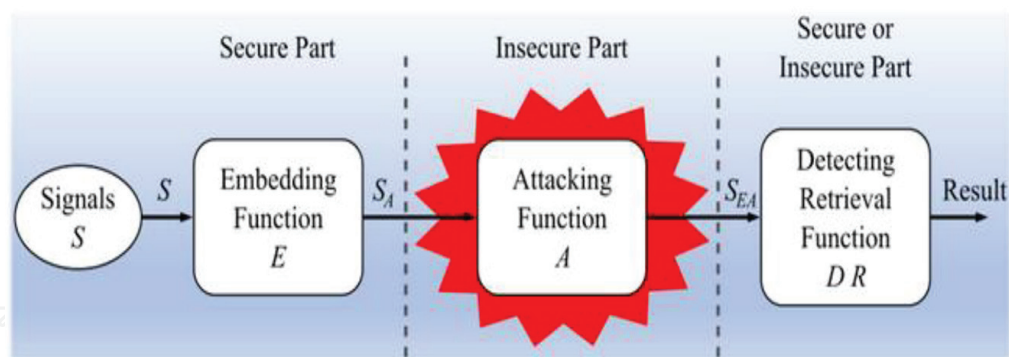 Secure Part
Insecure Part
Secure or
Insecure Part
Signals
S
S
Embedding
Function
E
S_A
Attacking
Function
A
S_EA
Detecting
Retrieval
Function
D R
Result